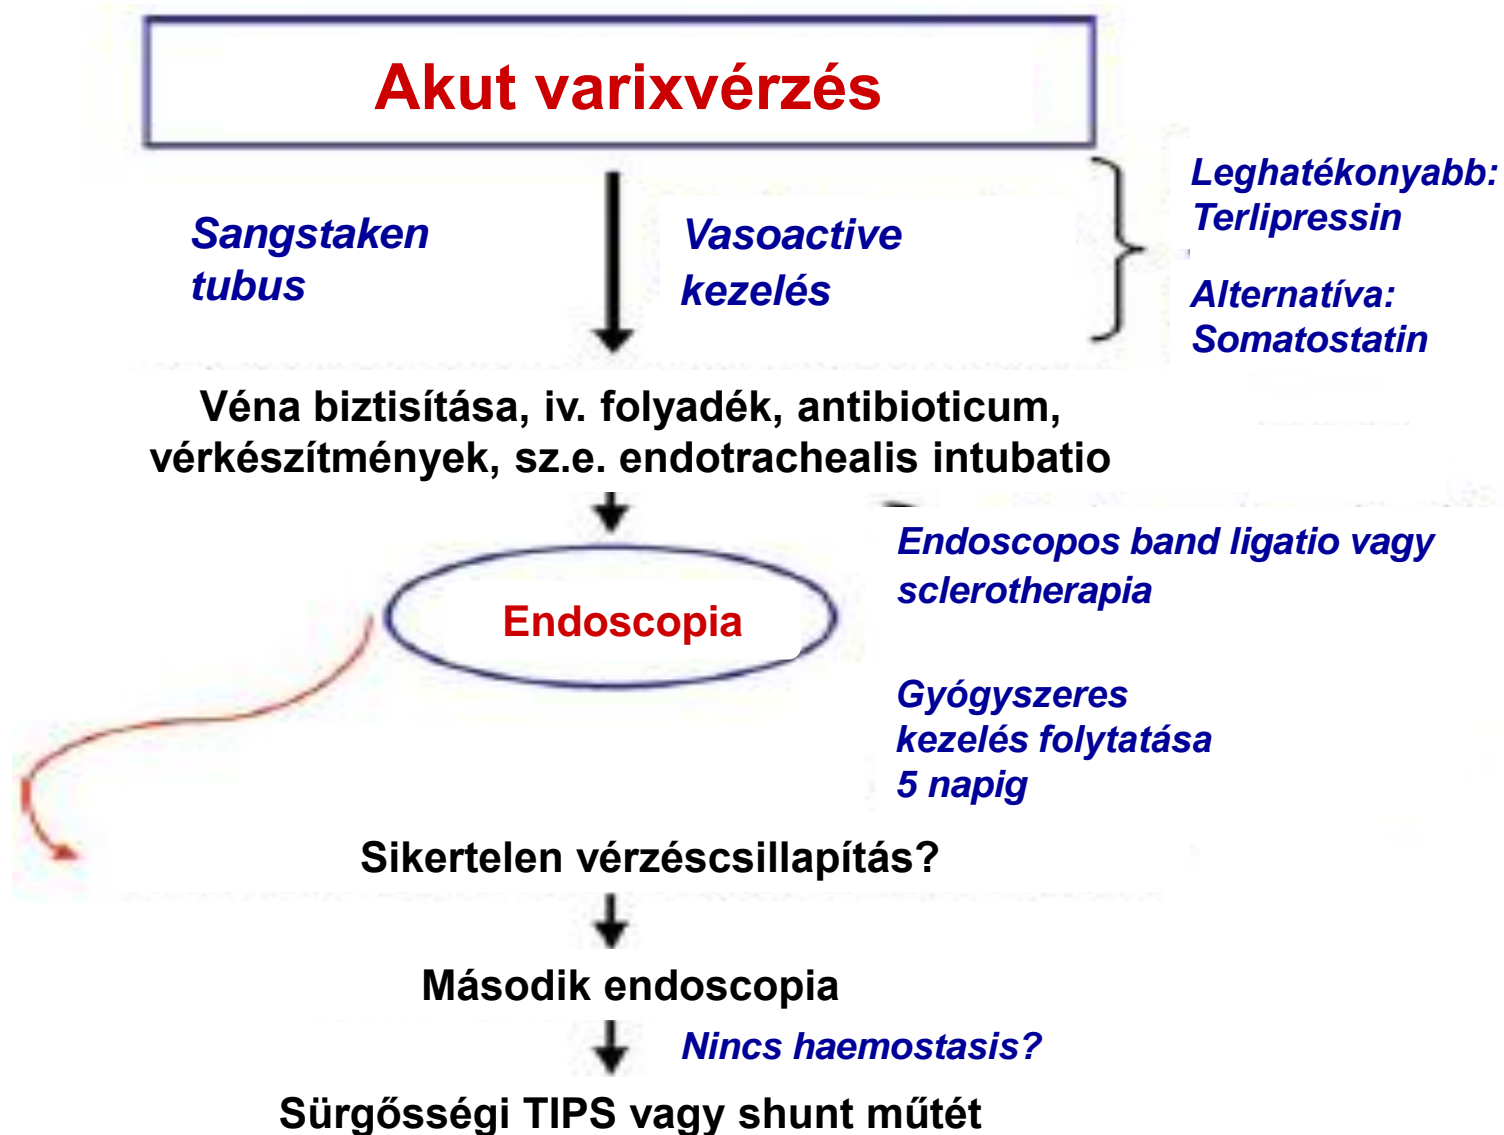 Akut varixvérzés
Sangstaken
tubus
Vasoactive
kezelés
Leghatékonyabb:
Terlipressin
Alternatíva:
Somatostatin
Véna biztisítása, iv. folyadék, antibioticum,
vérkészítmények, sz.e. endotrachealis intubatio
Endoscopia
Endoscopos band ligatio vagy
sclerotherapia
Gyógyszeres
kezelés folytatása
5 napig
Sikertelen vérzéscsillapítás?
Második endoscopia
Nincs haemostasis?
Sürgősségi TIPS vagy shunt műtét